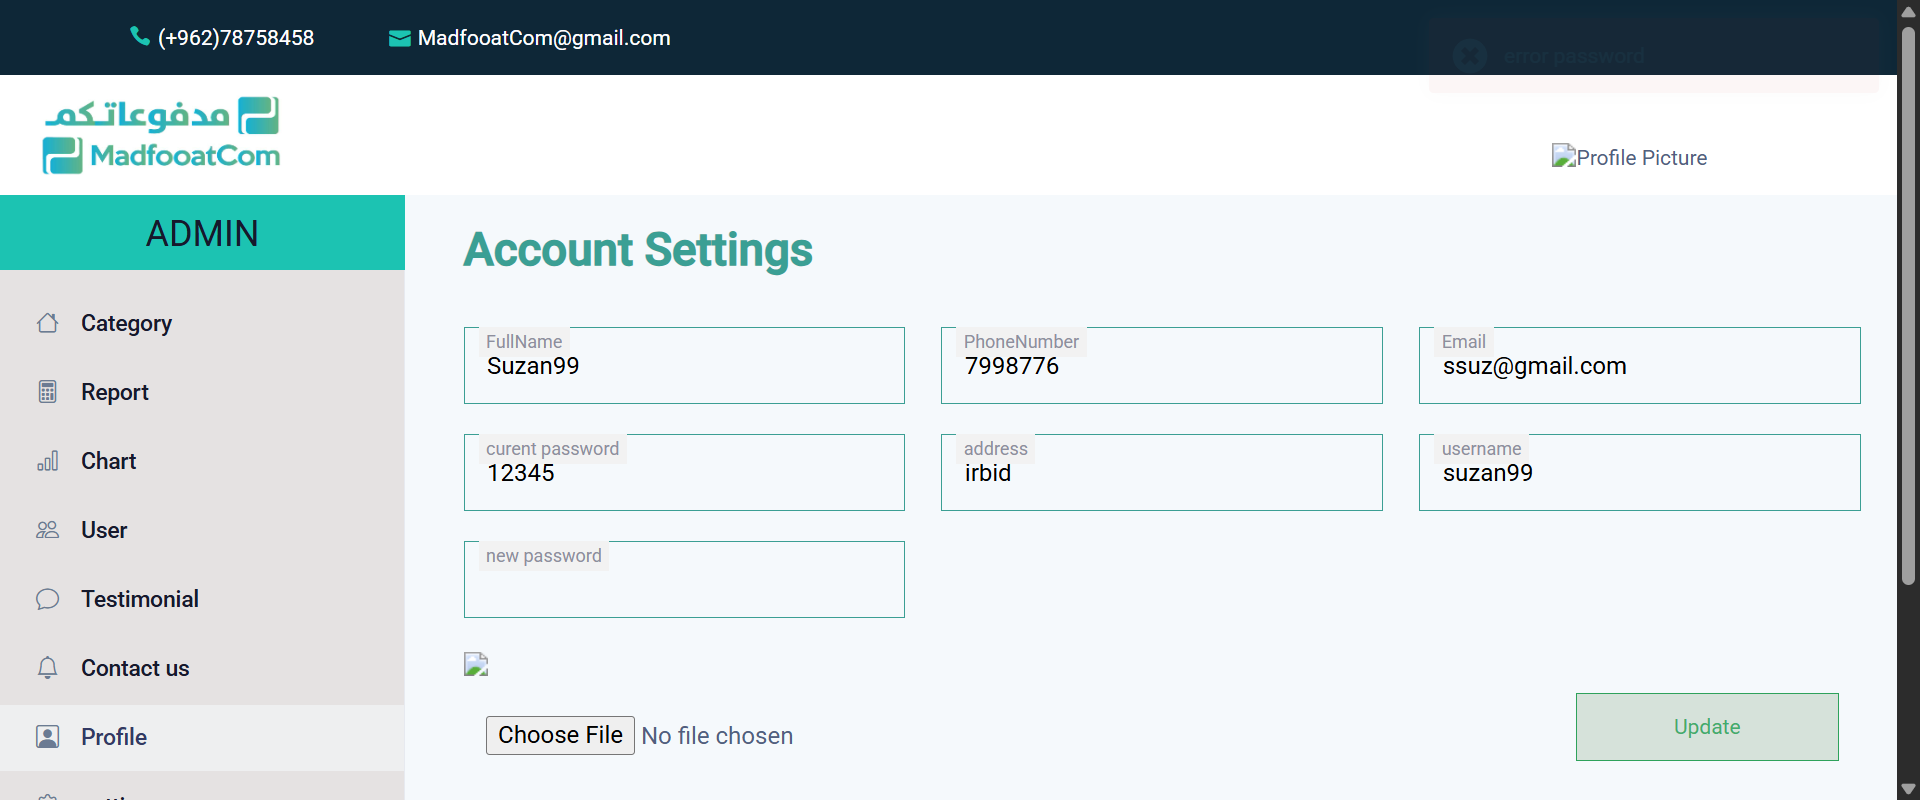 (+962)78758458
MadfooatCom@gmail.com
error password
مدفوعاتكم
MadfooatCom
Profile Picture
ADMIN
Category
Report
Chart
User
Testimonial
Contact us
Profile
Account Settings
FullName
Suzan99
PhoneNumber
7998776
Email
ssuz@gmail.com
curent password
12345
address
irbid
username
suzan99
new password
Choose File No file chosen
Update